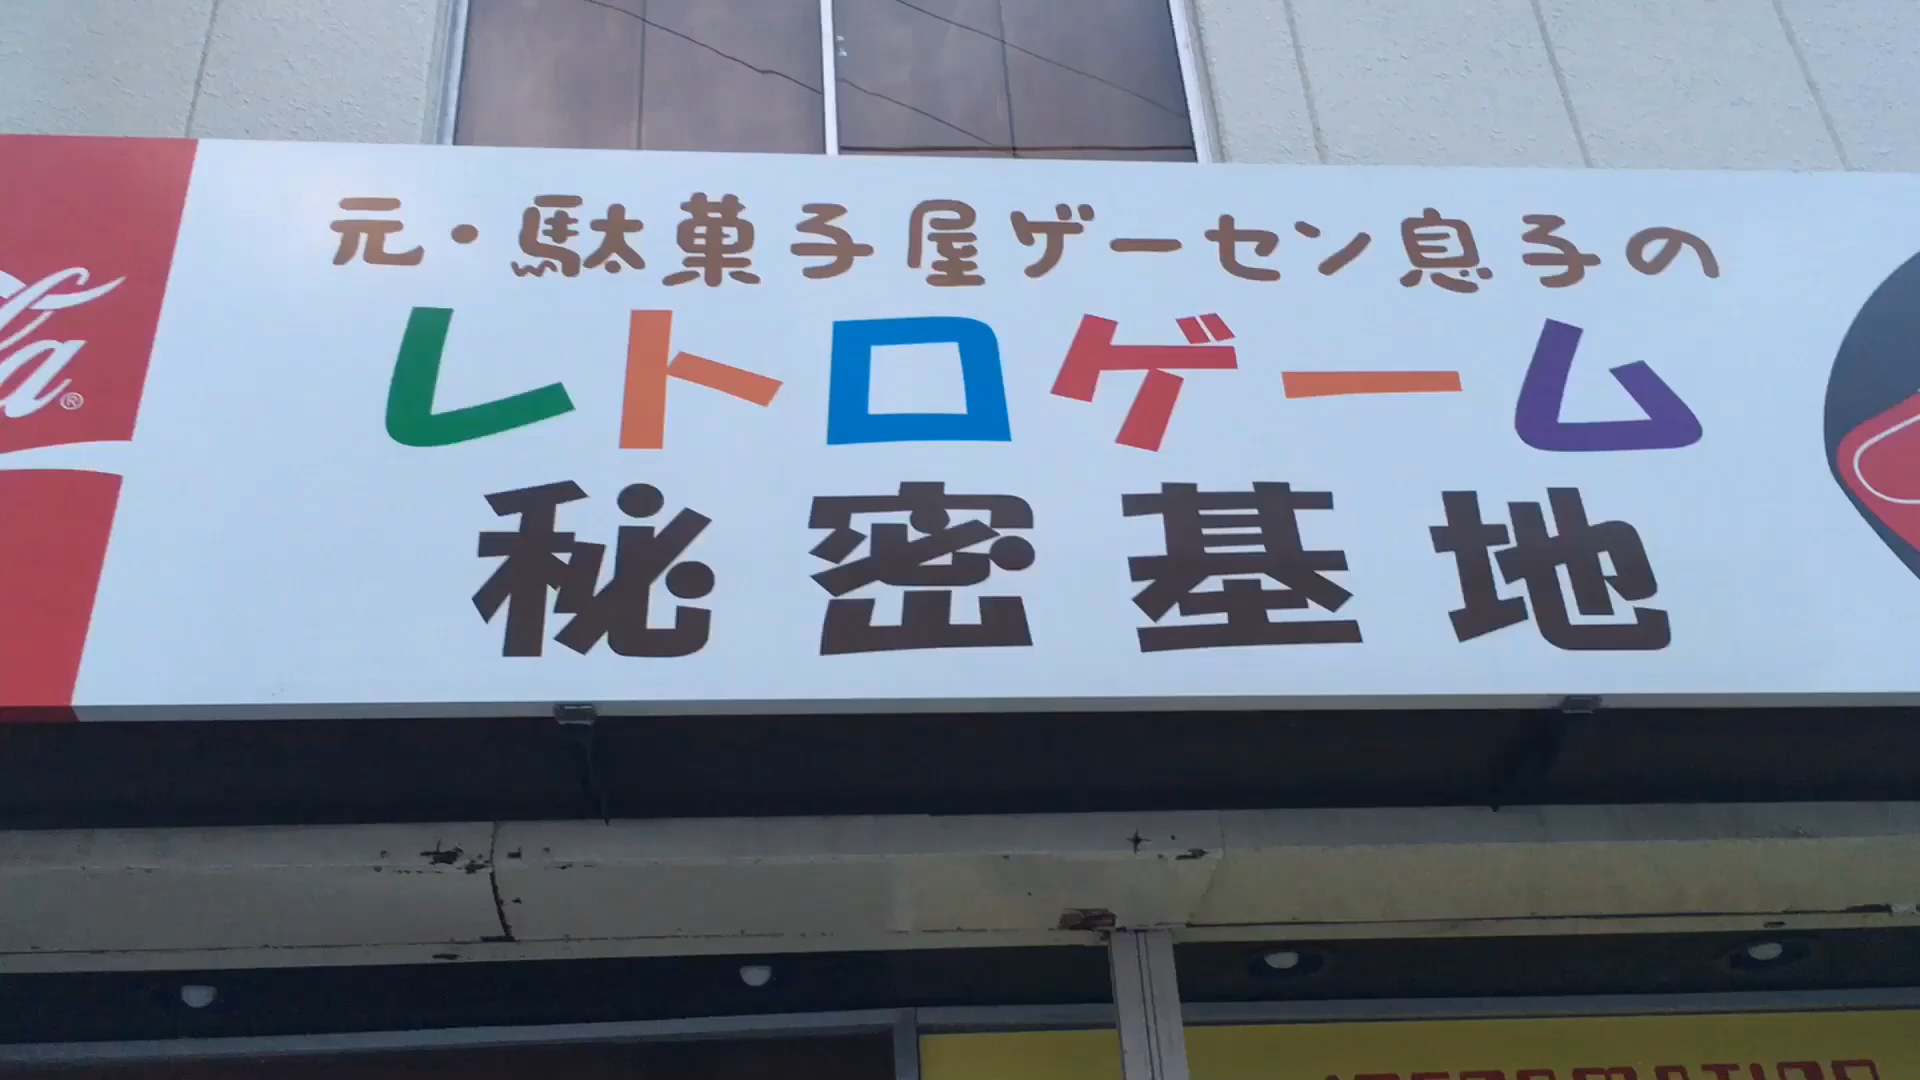 元・駄菓子屋ゲーセン息子の
レトロゲーム
秘密基地